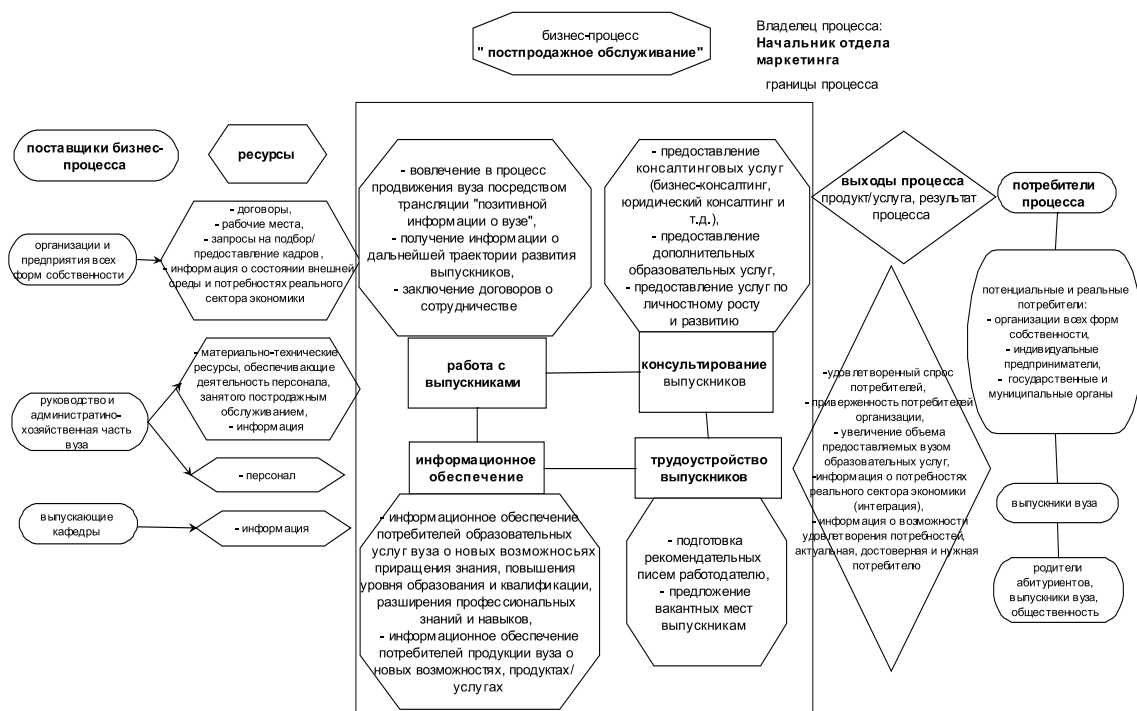 бизнес-процесс
" постпродажное обслуживание"
Владелец процесса:
Начальник отдела
маркетинга
границы процесса
поставщики бизнес-
процесса
ресурсы
организации и
предприятия всех
форм собственности
- договоры,
- рабочие места,
- запросы на подбор/
предоставление кадров,
- информация о состоянии внешней
среды и потребностях реального
сектора экономики
руководство и
администратино-
хозяйственная часть
вуза
- материально-технические
ресурсы, обеспечивающие
деятельность персонала,
занятого постродажным
обслуживанием,
- информация
- персонал
выпускающие
кафедры
- информация
- вовлечение в процесс
продвижения вуза посредством
трансляции "позитивной
информации о вузе",
- получение информации о
дальнейшей траектории развития
выпускников,
- заключение договоров о
сотрудничестве
- предоставление
консалтинговых услуг
(бизнес-консалтинг,
юридический консалтинг и
т.д.),
- предоставление
дополнительных
образовательных услуг,
- предоставление услуг по
личностному росту
и развитию
работа с
выпускниками
консультирование
выпускников
информационное
обеспечение
трудоустройство
выпускников
- информационное обеспечение
потребителей образовательных
услуг вуза о новых возможносьях
приращения знания, повышения
уровня образования и квалификации,
расширения профессиональных
знаний и навыков,
- информационное обеспечение
потребителей продукции вуза о
новых возможностях, продуктах/
услугах
- подготовка
рекомендательных
писем работодателю,
- предложение
вакантных мест
выпускникам
выходы процесса
продукт/услуга, результат
процесса
-удовлетворенный спрос
потребителей,
- приверженность потребителей
организации,
- увеличение объема
предоставляемых вузом
образовательных услуг,
-информация о потребностях
реального сектора экономики
(интеграция),
- информация о возможности
удовлетворения потребностей,
актуальная, достоверная и нужная
потребителю
потребители
процесса
потенциальные и реальные
потребители:
- организации всех форм
собственности,
- индивидуальные
предприниматели,
- государственные и
муниципальные органы
выпускники вуза
родители
абитуриентов,
выпускники вуза,
общественность